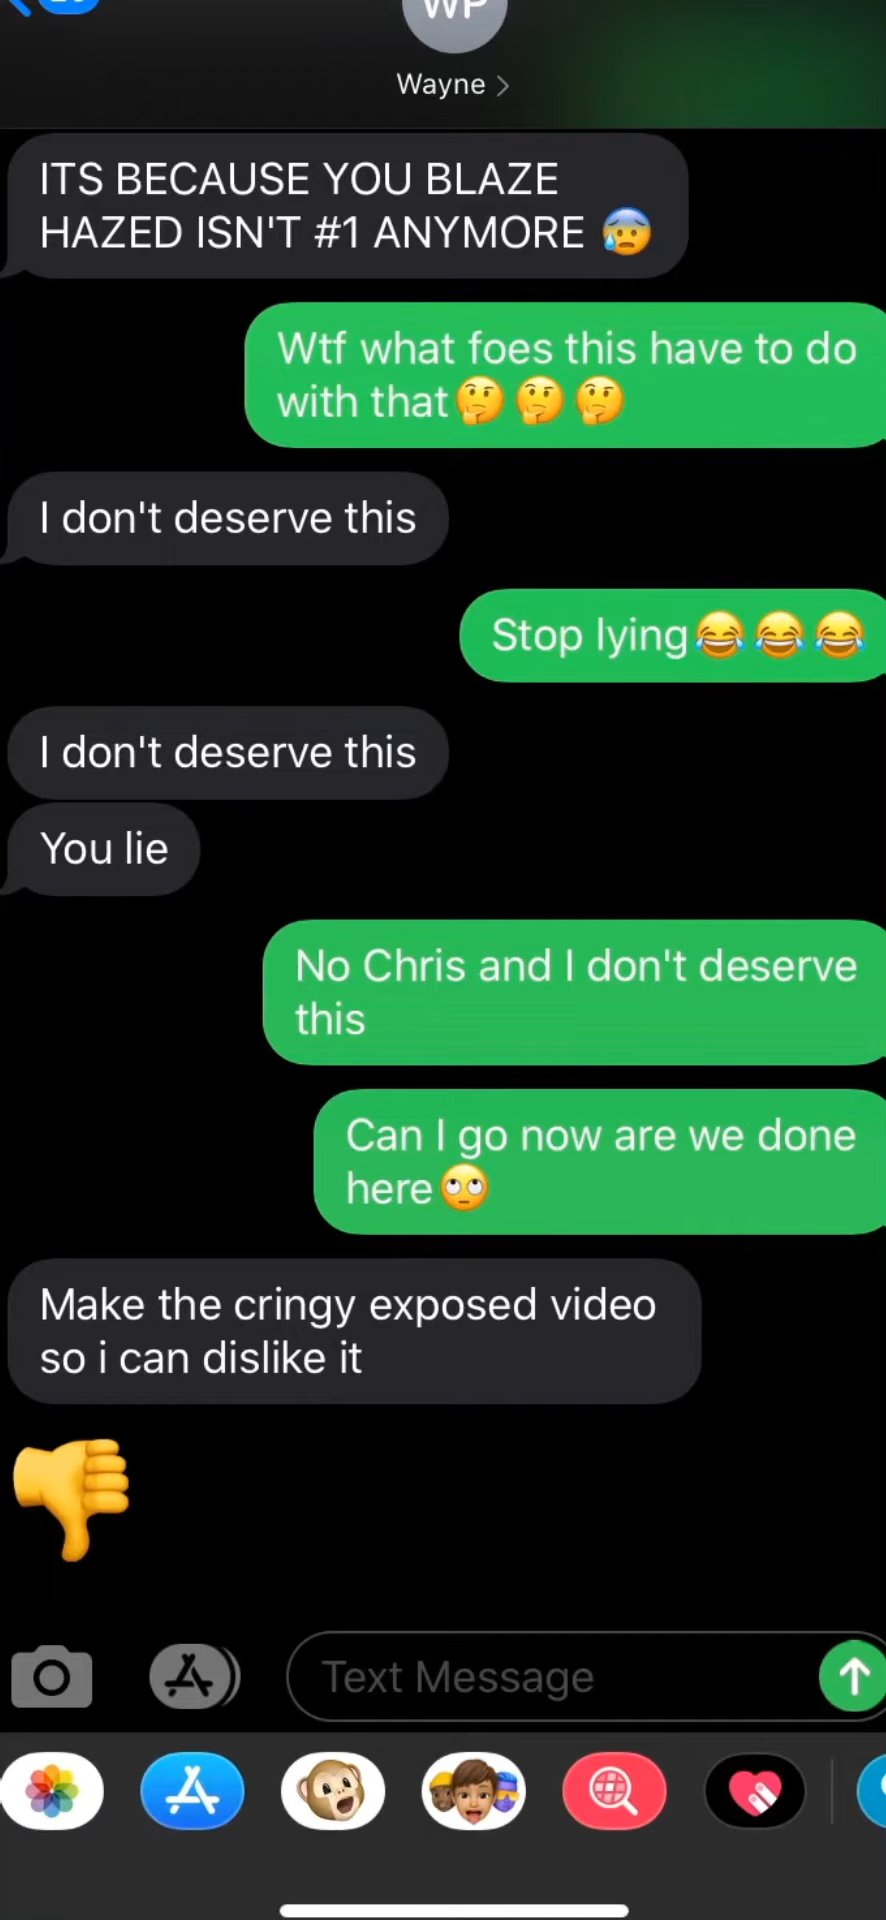 WP
Wayne
ITS BECAUSE YOU BLAZE
HAZED ISN'T #1 ANYMORE 😰
Wtf what foes this have to do
with that🤔🤔🤔
I don't deserve this
Stop lying😂😂😂
I don't deserve this
You lie
No Chris and I don't deserve
this
Can I go now are we done
here🙄
Make the cringy exposed video
so i can dislike it
👎
Text Message